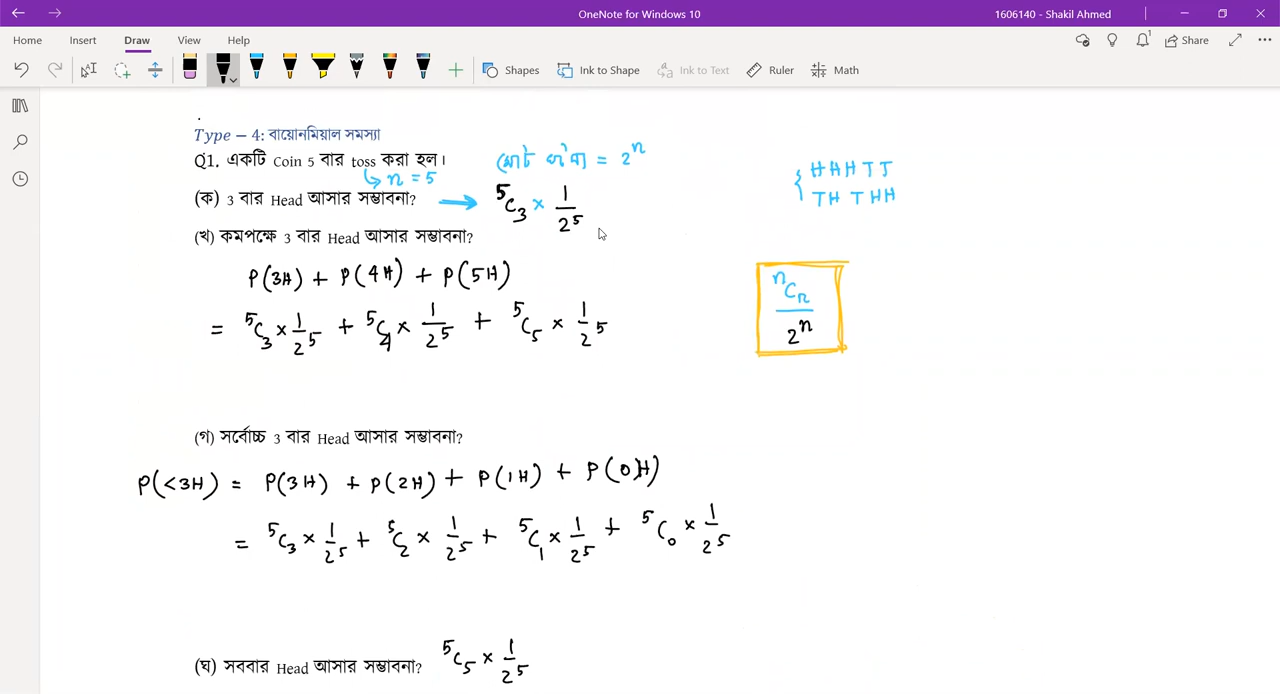 OneNote for Windows 10
1606140 - Shakil Ahmed
Home Insert Draw View Help
Share
Shapes Ink to Shape Ink to Text Ruler Math
Type – 4: বায়োনমিয়াল সমস্যা
Q1. একটি Coin 5 বার toss করা হল।
মোট ঘটনা = 2ⁿ
HHHTT
n = 5
THTHH
(ক) 3 বার Head আসার সম্ভাবনা? → ⁵C₃ × 1/2⁵
(খ) কমপক্ষে 3 বার Head আসার সম্ভাবনা?
P(3H) + P(4H) + P(5H)
ⁿCᵣ/2ⁿ
= ⁵C₃ × 1/2⁵ + ⁵C₄ × 1/2⁵ + ⁵C₅ × 1/2⁵
(গ) সর্বোচ্চ 3 বার Head আসার সম্ভাবনা?
P(<3H) = P(3H) + P(2H) + P(1H) + P(0H)
= ⁵C₃ × 1/2⁵ + ⁵C₂ × 1/2⁵ + ⁵C₁ × 1/2⁵ + ⁵C₀ × 1/2⁵
(ঘ) সববার Head আসার সম্ভাবনা? ⁵C₅ × 1/2⁵